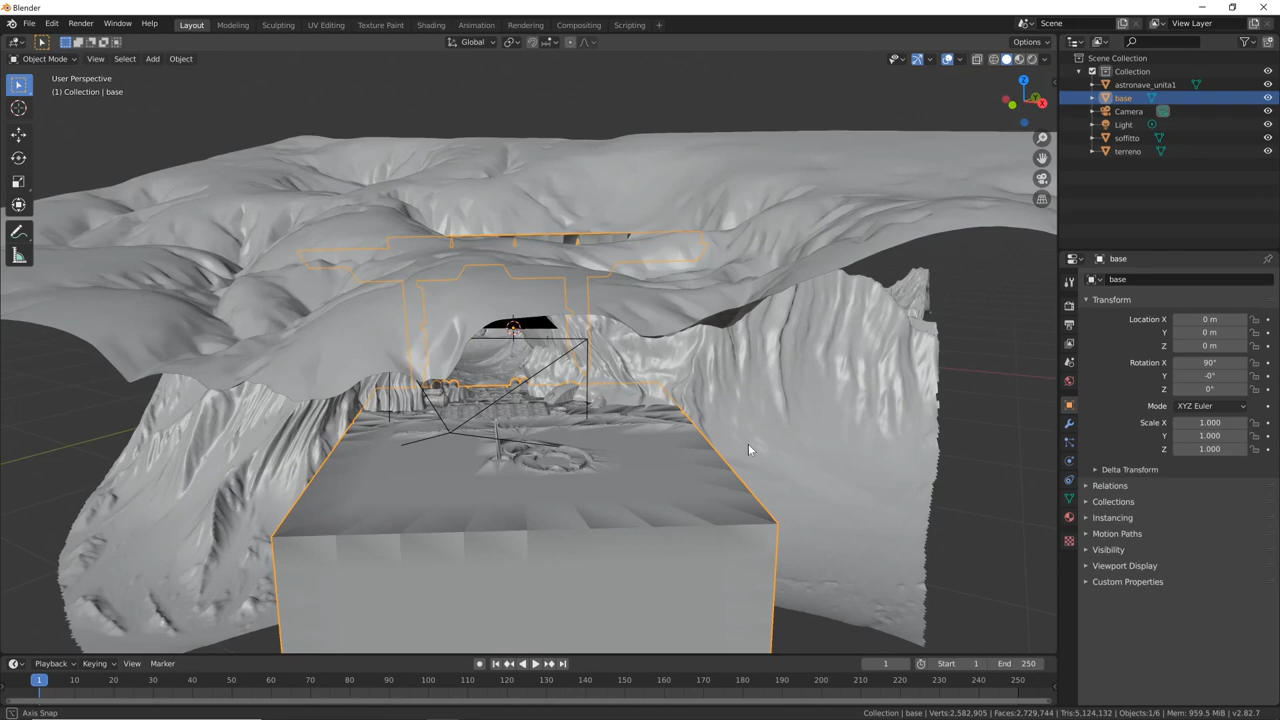 Blender
File Edit Render Window Help Layout Modeling Sculpting UV Editing Texture Paint Shading Animation Rendering Compositing Scripting + Scene View Layer
Global Options
Object Mode View Select Add Object
User Perspective
(1) Collection | base
Z
Y
X
Scene Collection
Collection
astronave_unita1
base
Camera
Light
soffitto
terreno
base
base
Transform
Location X 0 m
Y 0 m
Z 0 m
Rotation X 90°
Y -0°
Z 0°
Mode XYZ Euler
Scale X 1.000
Y 1.000
Z 1.000
Delta Transform
Relations
Collections
Instancing
Motion Paths
Visibility
Viewport Display
Custom Properties
Playback Keying View Marker 1 Start 1 End 250
1 10 20 30 40 50 60 70 80 90 100 110 120 130 140 150 160 170 180 190 200 210 220 230 240 250
Axis Snap Collection | base | Verts:2,582,905 | Faces:2,729,744 | Tris:5,124,132 | Objects:1/6 | Mem: 959.5 MiB | v2.82.7